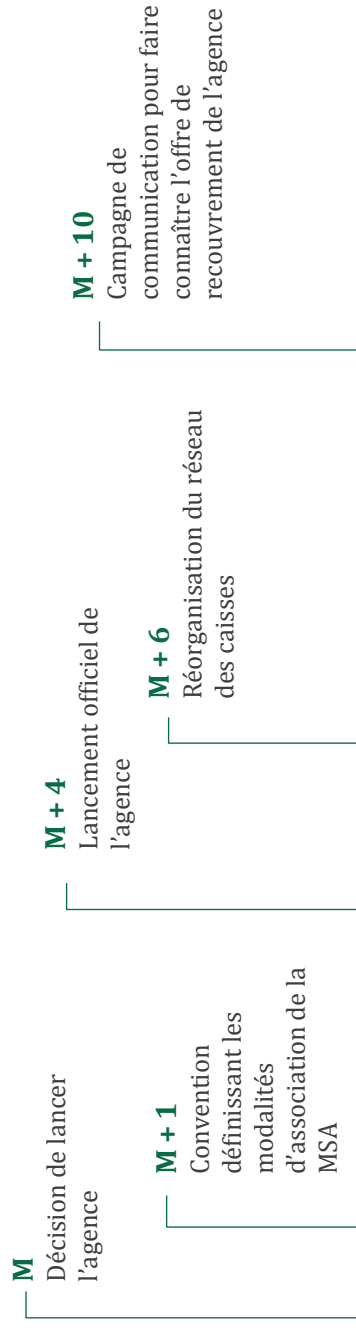 M
Décision de lancer
l'agence
M + 1
Convention
définissant les
modalités
d'association de la
MSA
M + 4
Lancement officiel de
l'agence
M + 6
Réorganisation du réseau
des caisses
M + 10
Campagne de
communication pour faire
connaître l'offre de
recouvrement de l'agence